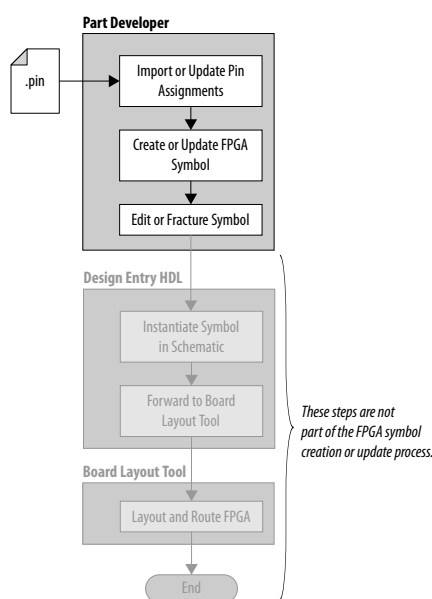 Part Developer
.pin
Import or Update Pin
Assignments
Create or Update FPGA
Symbol
Edit or Fracture Symbol
Design Entry HDL
Instantiate Symbol
in Schematic
Forward to Board
Layout Tool
These steps are not
part of the FPGA symbol
creation or update process.
Board Layout Tool
Layout and Route FPGA
End